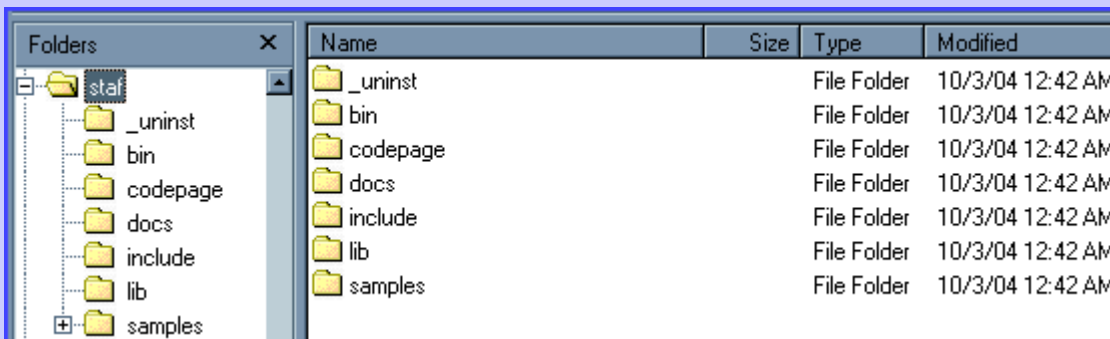 Folders
staf
_uninst
bin
codepage
docs
include
lib
samples
Name Size Type Modified
_uninst File Folder 10/3/04 12:42 AM
bin File Folder 10/3/04 12:42 AM
codepage File Folder 10/3/04 12:42 AM
docs File Folder 10/3/04 12:42 AM
include File Folder 10/3/04 12:42 AM
lib File Folder 10/3/04 12:42 AM
samples File Folder 10/3/04 12:42 AM